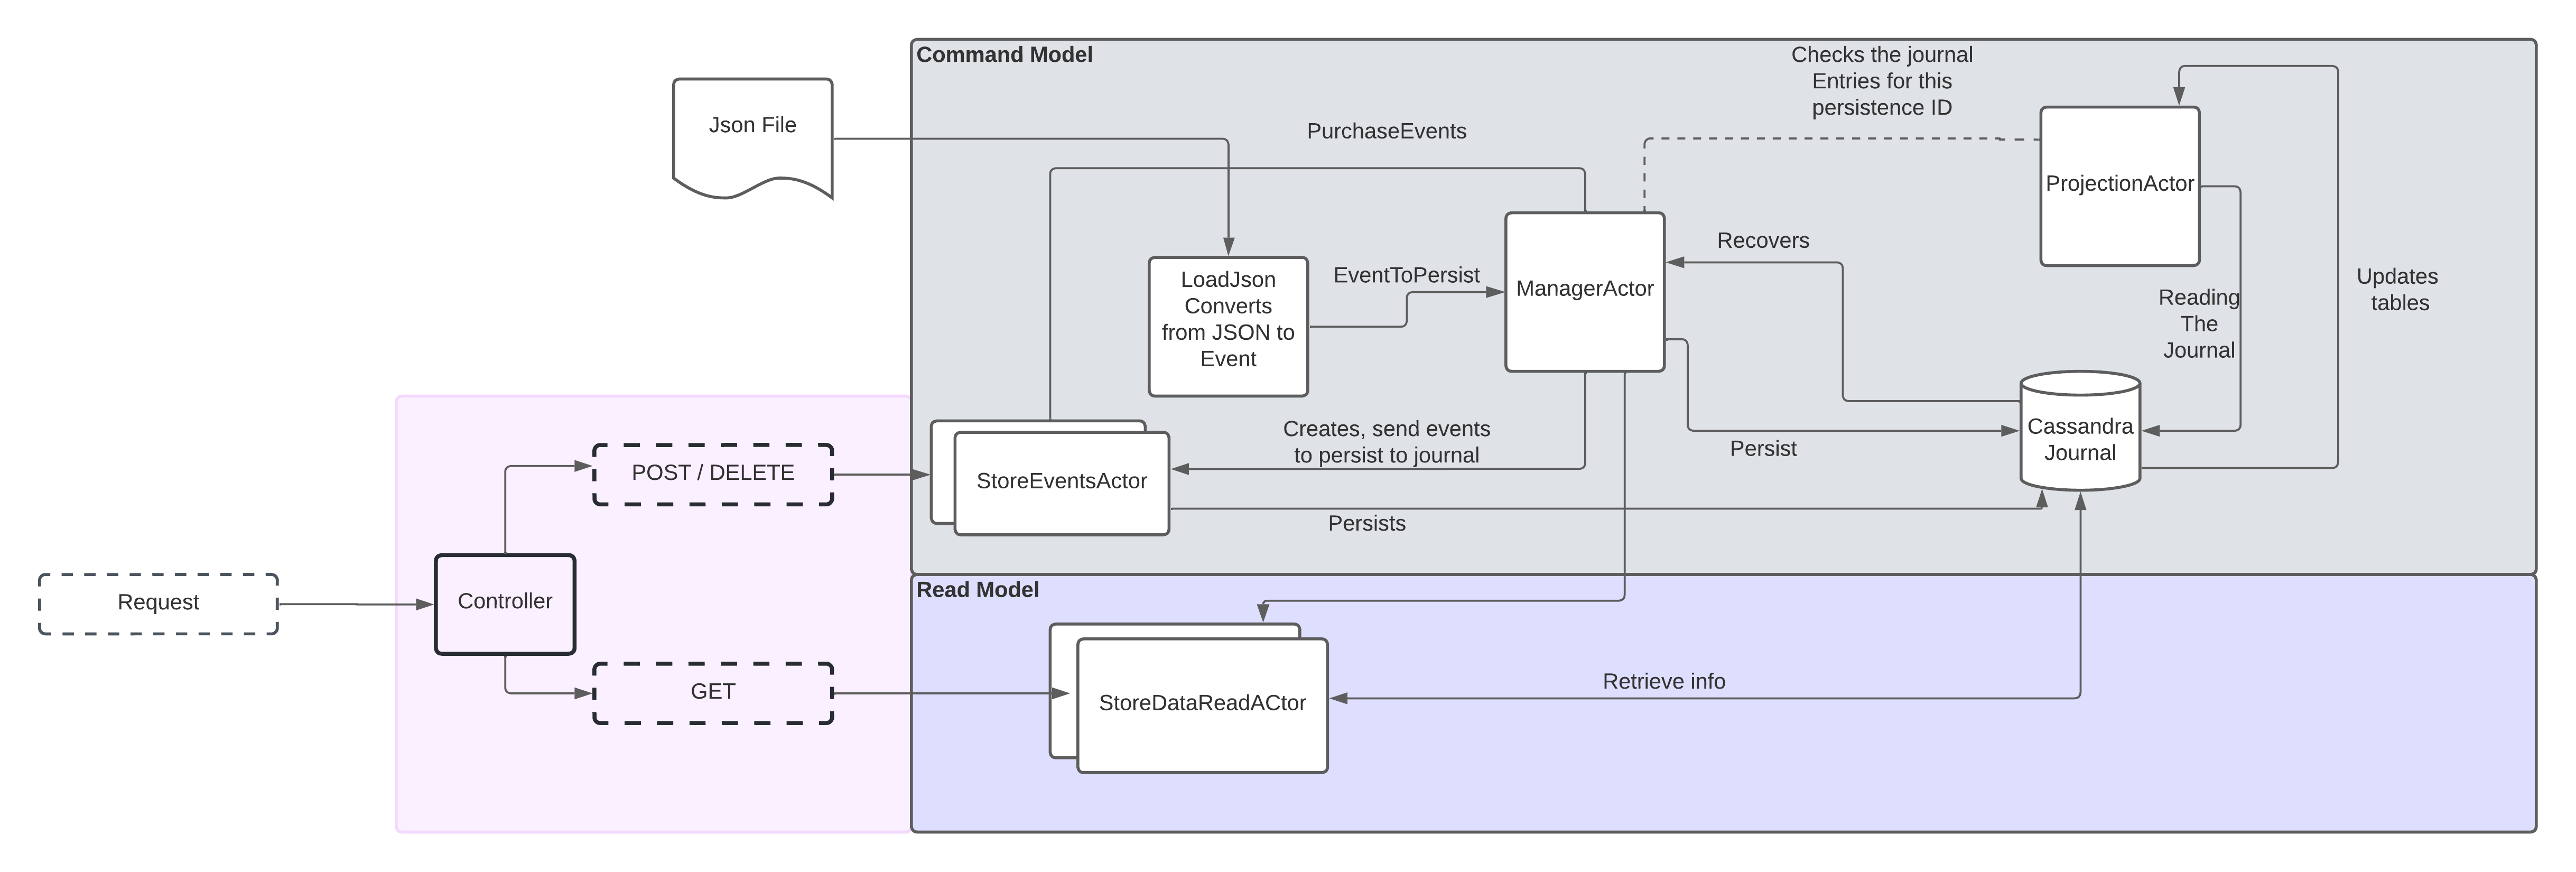 Command Model
Checks the journal
Entries for this
persistence ID
Json File
PurchaseEvents
ProjectionActor
Recovers
LoadJson
Converts
from JSON to
Event
EventToPersist
ManagerActor
Updates
tables
Reading
The
Journal
Creates, send events
to persist to journal
Persist
Cassandra
Journal
POST / DELETE
StoreEventsActor
Persists
Request
Controller
Read Model
GET
StoreDataReadACtor
Retrieve info